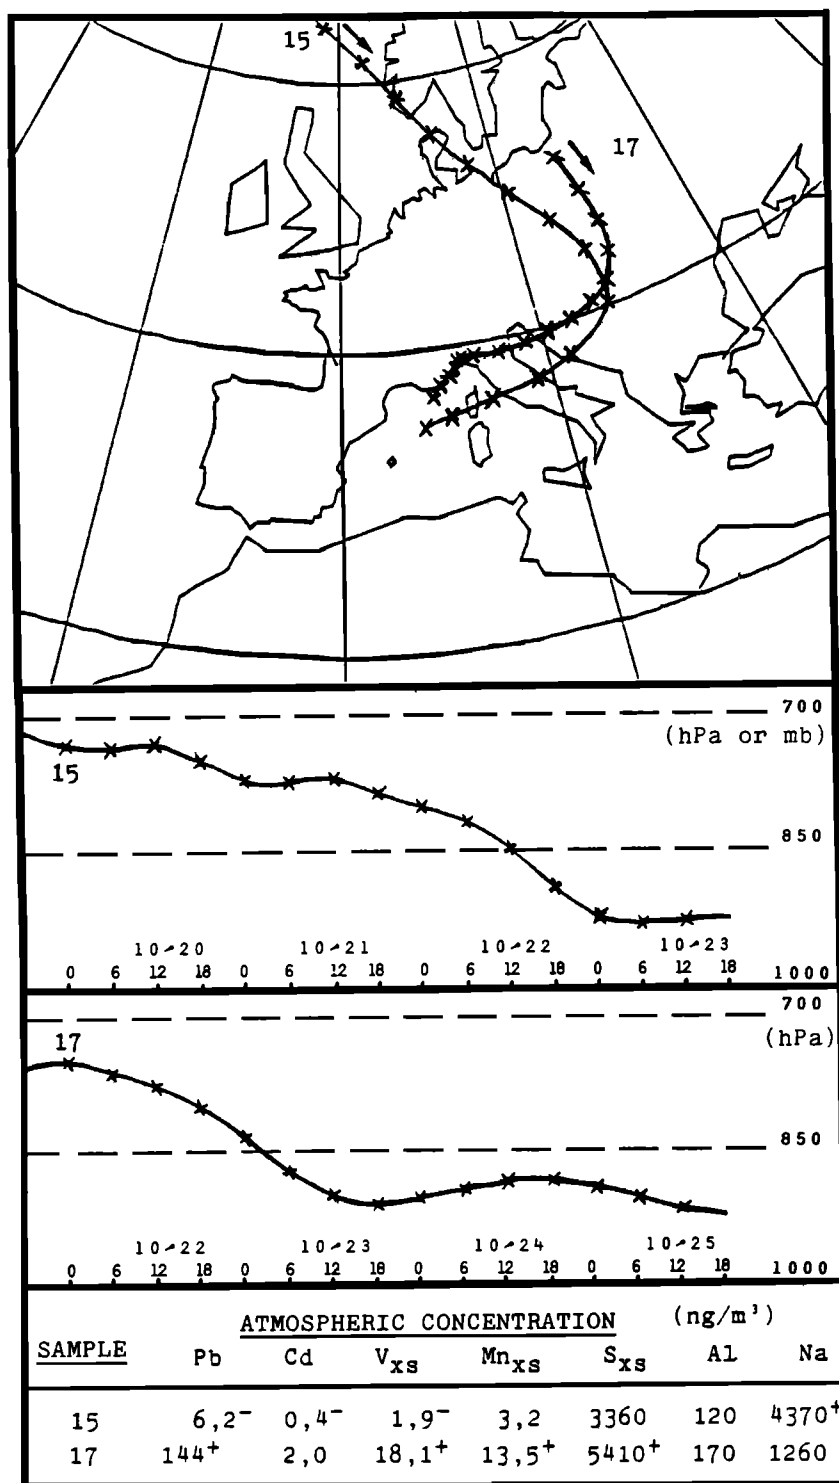 15
17
700
(hPa or mb)
15
850
10-20 10-21 10-22 10-23
0 6 12 18 0 6 12 18 0 6 12 18 0 6 12 18 1000
700
17 (hPa)
850
10-22 10-23 10-24 10-25
0 6 12 18 0 6 12 18 0 6 12 18 0 6 12 18 1000
ATMOSPHERIC CONCENTRATION (ng/m³)
SAMPLE Pb Cd Vxs Mnxs Sxs Al Na
15 6,2⁻ 0,4⁻ 1,9⁻ 3,2 3360 120 4370⁺
17 144⁺ 2,0 18,1⁺ 13,5⁺ 5410⁺ 170 1260